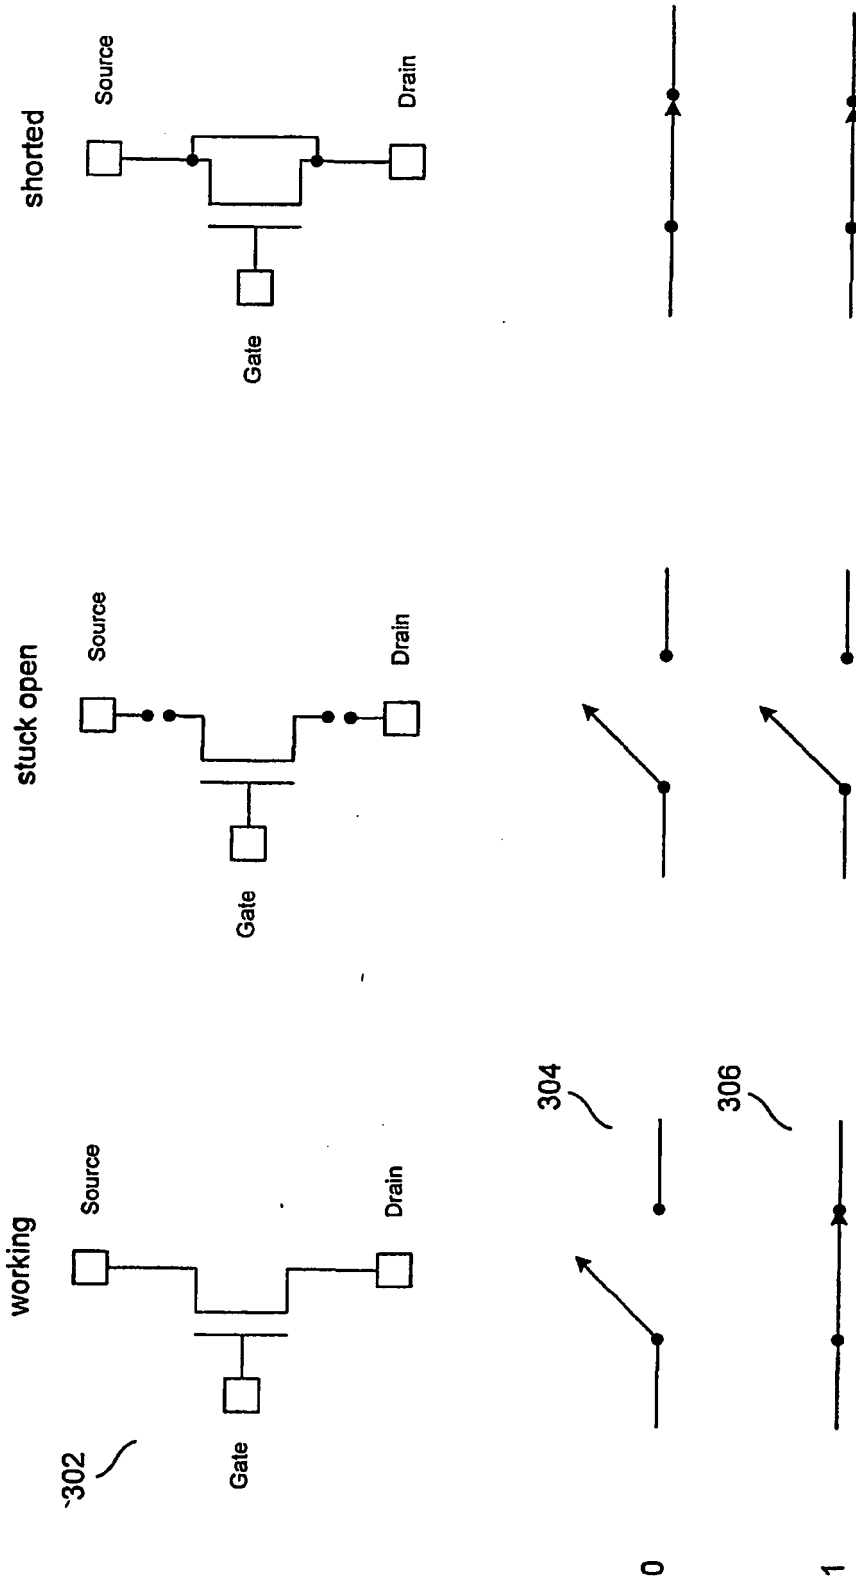 working
stuck open
shorted
302
Source
Source
Source
Gate
Gate
Gate
Drain
Drain
Drain
304
0
306
1